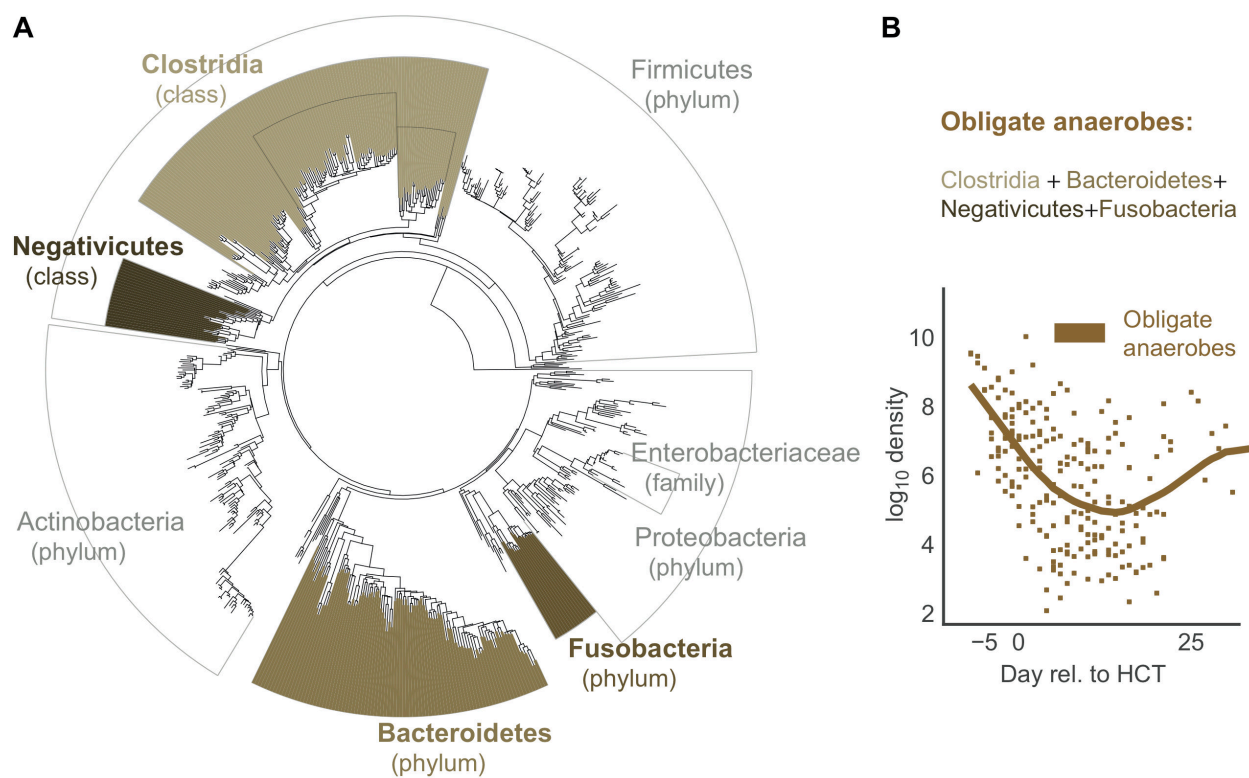 A
Clostridia
(class)
Firmicutes
(phylum)
Negativicutes
(class)
Enterobacteriaceae
(family)
Proteobacteria
(phylum)
Actinobacteria
(phylum)
Fusobacteria
(phylum)
Bacteroidetes
(phylum)
B
Obligate anaerobes:
Clostridia + Bacteroidetes+
Negativicutes+Fusobacteria
Obligate
anaerobes
log10 density
10
8
6
4
2
−5 0 25
Day rel. to HCT